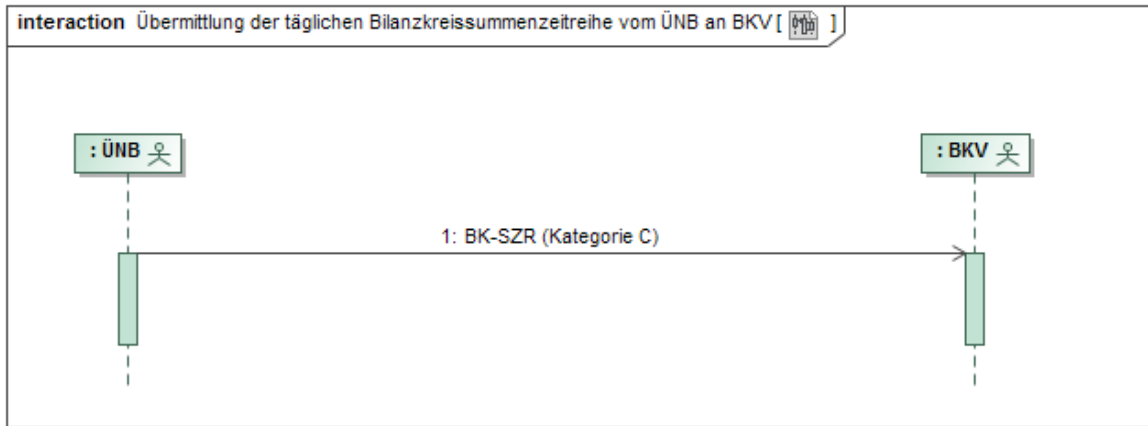 interaction Übermittlung der täglichen Bilanzkreissummenzeitreihe vom ÜNB an BKV [ ]
: ÜNB
: BKV
1: BK-SZR (Kategorie C)